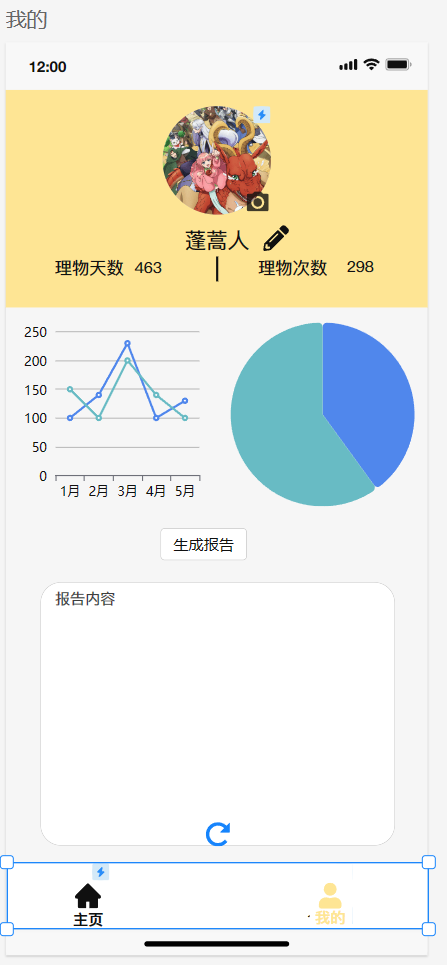 我的
12:00
蓬蒿人
理物天数 463 理物次数 298
250
200
150
100
50
0
1月 2月 3月 4月 5月
生成报告
报告内容
主页 我的